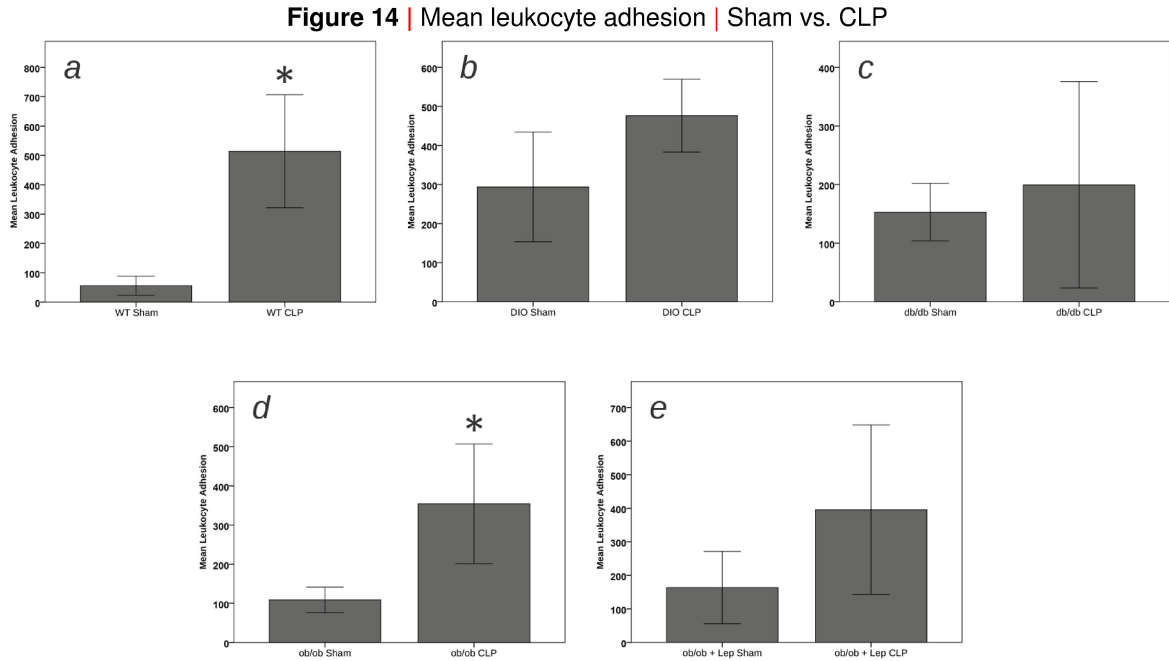 Figure 14 | Mean leukocyte adhesion | Sham vs. CLP
a
*
Mean Leukocyte Adhesion
800
700
600
500
400
300
200
100
0
WT Sham
WT CLP
b
Mean Leukocyte Adhesion
600
500
400
300
200
100
0
DIO Sham
DIO CLP
c
Mean Leukocyte Adhesion
400
300
200
100
0
db/db Sham
db/db CLP
d
*
Mean Leukocyte Adhesion
600
500
400
300
200
100
0
ob/ob Sham
ob/ob CLP
e
Mean Leukocyte Adhesion
700
600
500
400
300
200
100
0
ob/ob + Lep Sham
ob/ob + Lep CLP